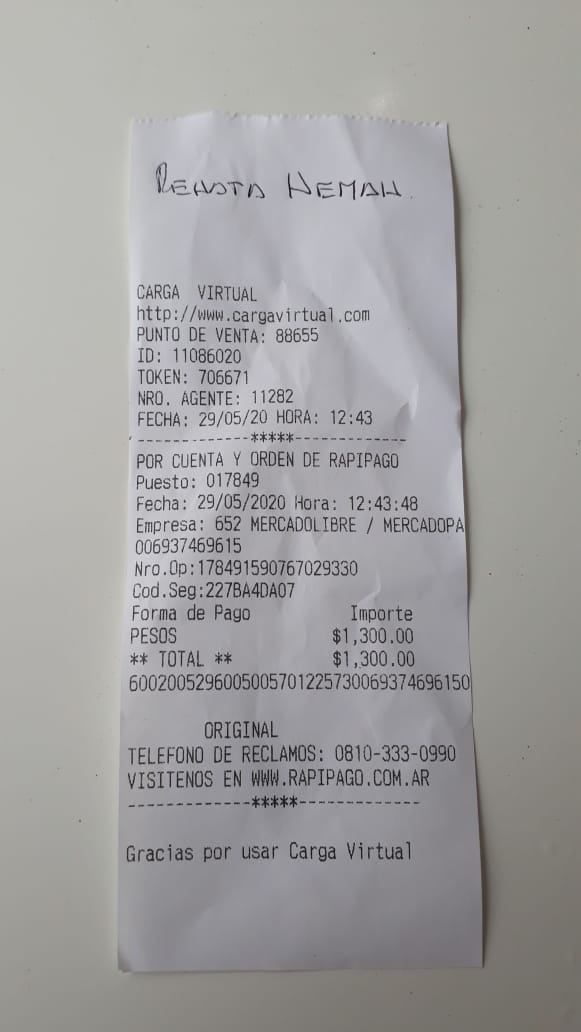 Renata Neman
CARGA VIRTUAL
http://www.cargavirtual.com
PUNTO DE VENTA: 88655
ID: 11086020
TOKEN: 706671
NRO. AGENTE: 11282
FECHA: 29/05/20 HORA: 12:43
-------------*****-------------
POR CUENTA Y ORDEN DE RAPIPAGO
Puesto: 017849
Fecha: 29/05/2020 Hora: 12:43:48
Empresa: 652 MERCADOLIBRE / MERCADOPA
006937469615
Nro.Op:178491590767029330
Cod.Seg:227BA4DA07
Forma de Pago Importe
PESOS $1,300.00
** TOTAL ** $1,300.00
6002005296005005701225730069374696150
ORIGINAL
TELEFONO DE RECLAMOS: 0810-333-0990
VISITENOS EN WWW.RAPIPAGO.COM.AR
-------------*****-------------
Gracias por usar Carga Virtual